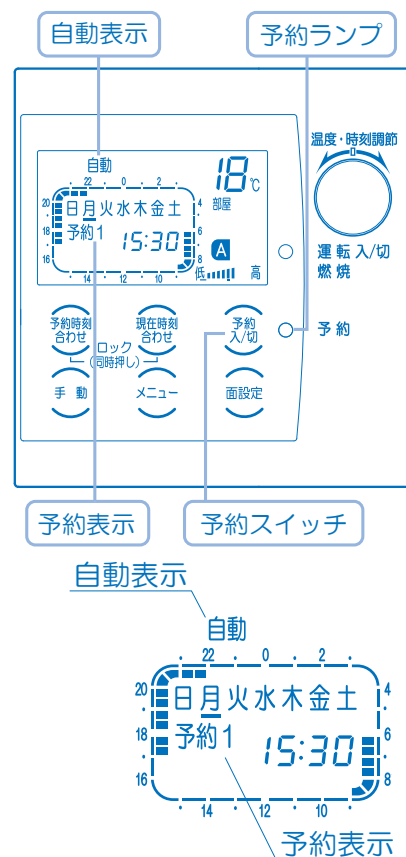 自動表示
予約ランプ
温度・時刻調節
自動
18℃
部屋
・ 22 ・ 0 ・ 2 ・
20 日月火水木金土 4
18 予約1 15:30 6
16 8
・ 14 ・ 12 ・ 10 ・
A
低 高
運転 入/切
燃焼
予約
予約時刻
合わせ
現在時刻
合わせ
予約
入/切
ロック
(同時押し)
手動
メニュー
面設定
予約表示
予約スイッチ
自動表示
自動
・ 22 ・ 0 ・ 2 ・
20 日月火水木金土 4
18 予約1 15:30 6
16 8
・ 14 ・ 12 ・ 10 ・
予約表示